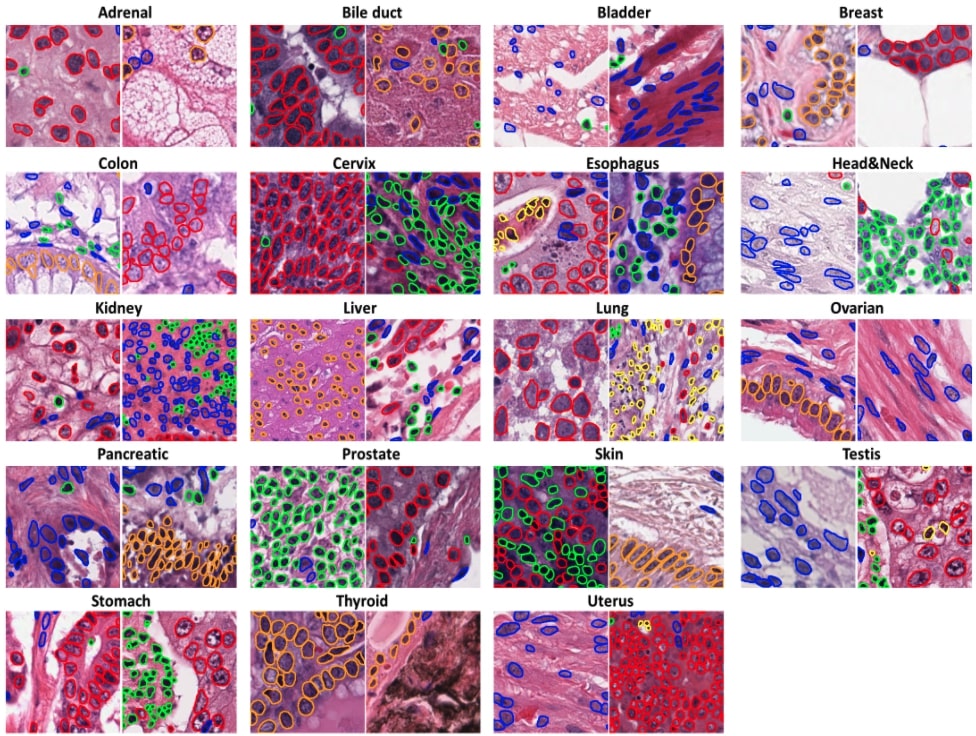 Adrenal Bile duct Bladder Breast
Colon Cervix Esophagus Head&Neck
Kidney Liver Lung Ovarian
Pancreatic Prostate Skin Testis
Stomach Thyroid Uterus